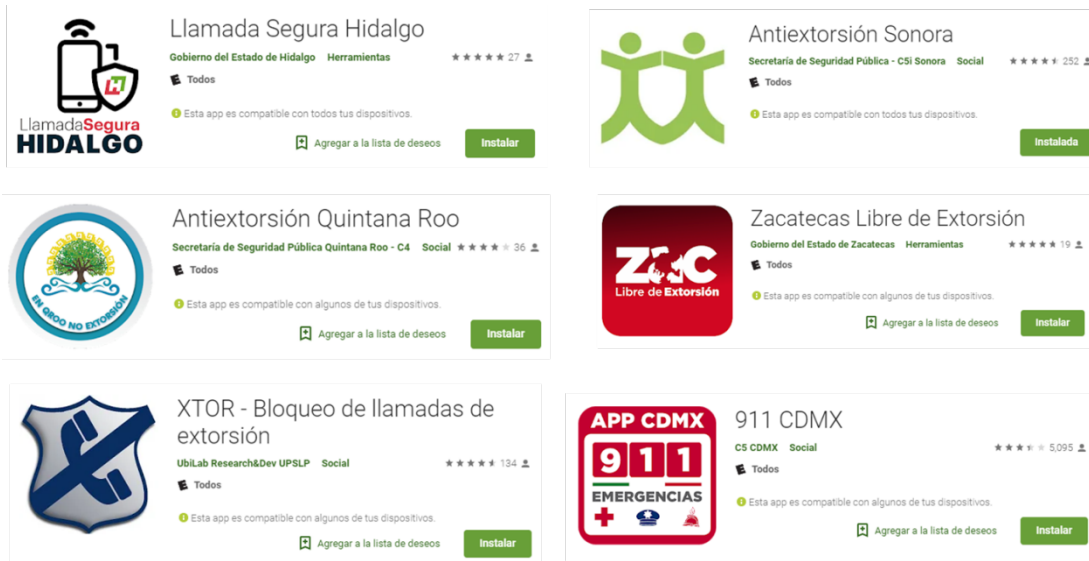 Llamada Segura Hidalgo
Gobierno del Estado de Hidalgo Herramientas 27
E Todos
Esta app es compatible con todos tus dispositivos.
Agregar a la lista de deseos Instalar
LlamadaSegura
HIDALGO
Antiextorsión Sonora
Secretaría de Seguridad Pública - C5i Sonora Social 252
E Todos
Esta app es compatible con todos tus dispositivos.
Instalada
Antiextorsión Quintana Roo
Secretaría de Seguridad Pública Quintana Roo - C4 Social 36
E Todos
Esta app es compatible con algunos de tus dispositivos.
Agregar a la lista de deseos Instalar
EN QROO NO EXTORSIÓN
Zacatecas Libre de Extorsión
Gobierno del Estado de Zacatecas Herramientas 19
E Todos
Esta app es compatible con algunos de tus dispositivos.
Agregar a la lista de deseos Instalar
ZAC
Libre de Extorsión
XTOR - Bloqueo de llamadas de
extorsión
UbiLab Research&Dev UPSLP Social 134
E Todos
Esta app es compatible con algunos de tus dispositivos.
Agregar a la lista de deseos Instalar
APP CDMX
911
EMERGENCIAS
911 CDMX
C5 CDMX Social 5,095
E Todos
Esta app es compatible con algunos de tus dispositivos.
Agregar a la lista de deseos Instalar